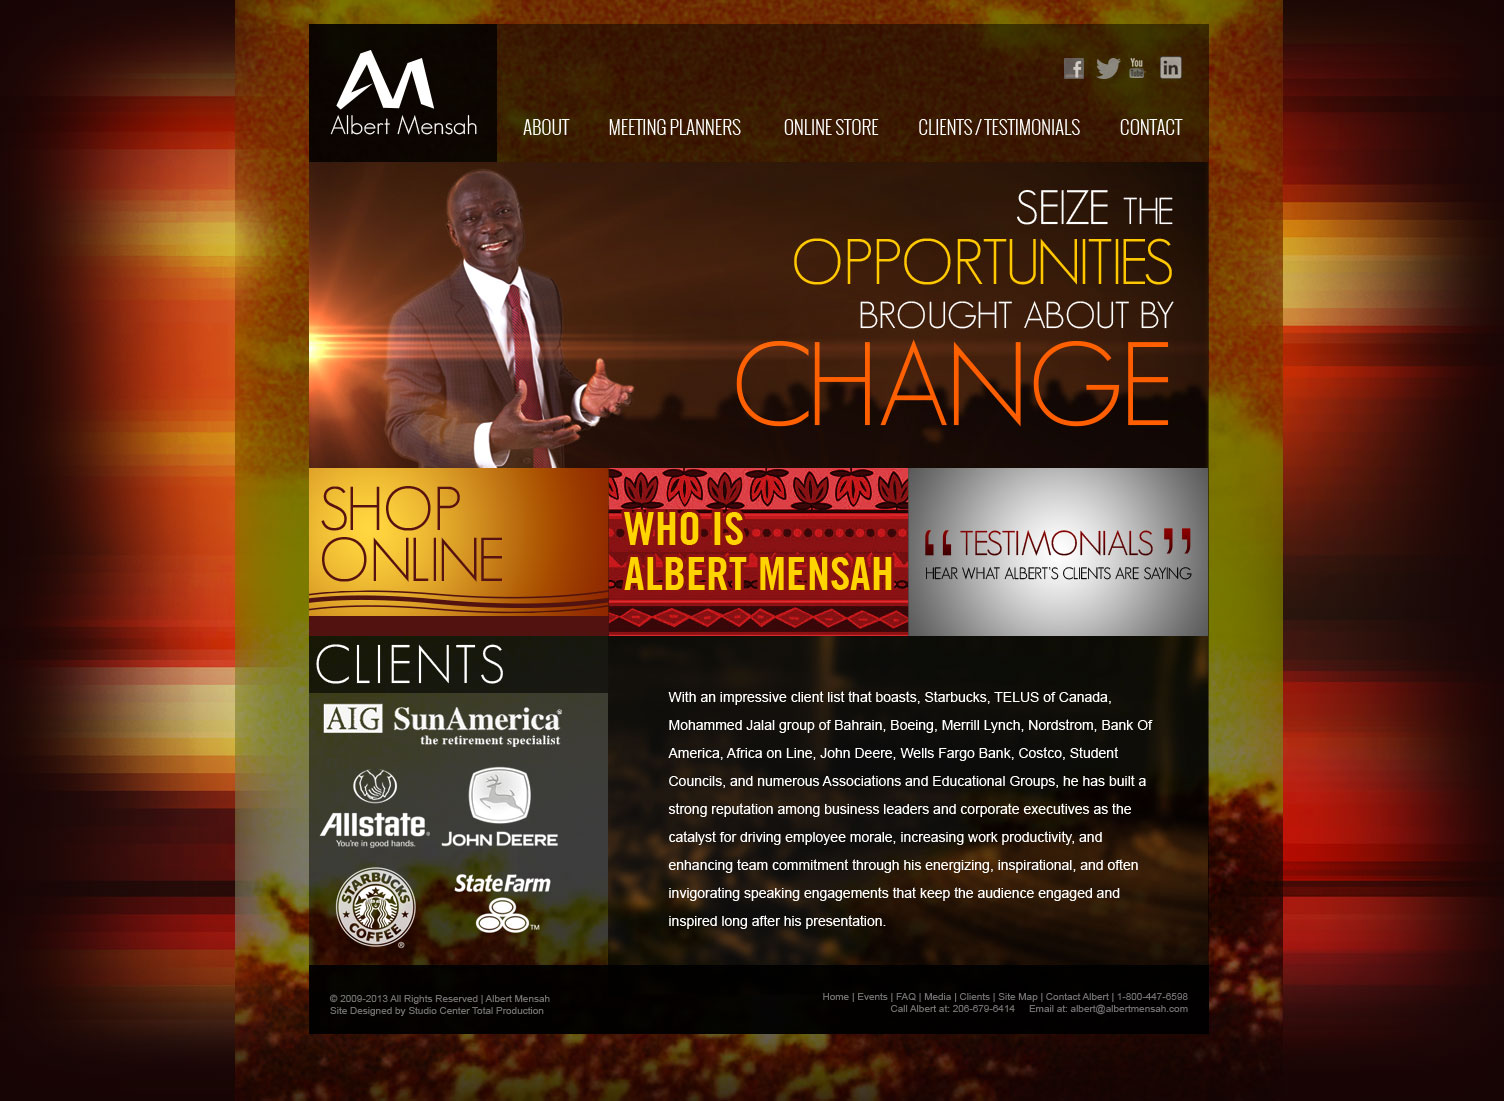 Albert Mensah
ABOUT
MEETING PLANNERS
ONLINE STORE
CLIENTS / TESTIMONIALS
CONTACT
You
Tube
in
SEIZE THE
OPPORTUNITIES
BROUGHT ABOUT BY
CHANGE
SHOP
ONLINE
WHO IS
ALBERT MENSAH
“ TESTIMONIALS ”
HEAR WHAT ALBERT'S CLIENTS ARE SAYING
CLIENTS
AIG SunAmerica®
the retirement specialist
Allstate®
You're in good hands.
JOHN DEERE
STARBUCKS
COFFEE ®
State Farm
TM
With an impressive client list that boasts, Starbucks, TELUS of Canada,
Mohammed Jalal group of Bahrain, Boeing, Merrill Lynch, Nordstrom, Bank Of
America, Africa on Line, John Deere, Wells Fargo Bank, Costco, Student
Councils, and numerous Associations and Educational Groups, he has built a
strong reputation among business leaders and corporate executives as the
catalyst for driving employee morale, increasing work productivity, and
enhancing team commitment through his energizing, inspirational, and often
invigorating speaking engagements that keep the audience engaged and
inspired long after his presentation.
© 2009-2013 All Rights Reserved | Albert Mensah
Site Designed by Studio Center Total Production
Home | Events | FAQ | Media | Clients | Site Map | Contact Albert | 1-800-447-6598
Call Albert at: 206-679-6414 Email at: albert@albertmensah.com